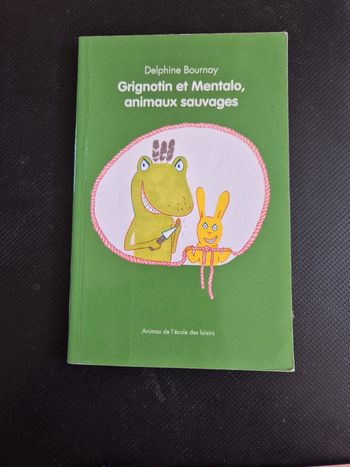 Delphine Bournay
Grignotin et Mentalo,
animaux sauvages
Animax de l'école des loisirs